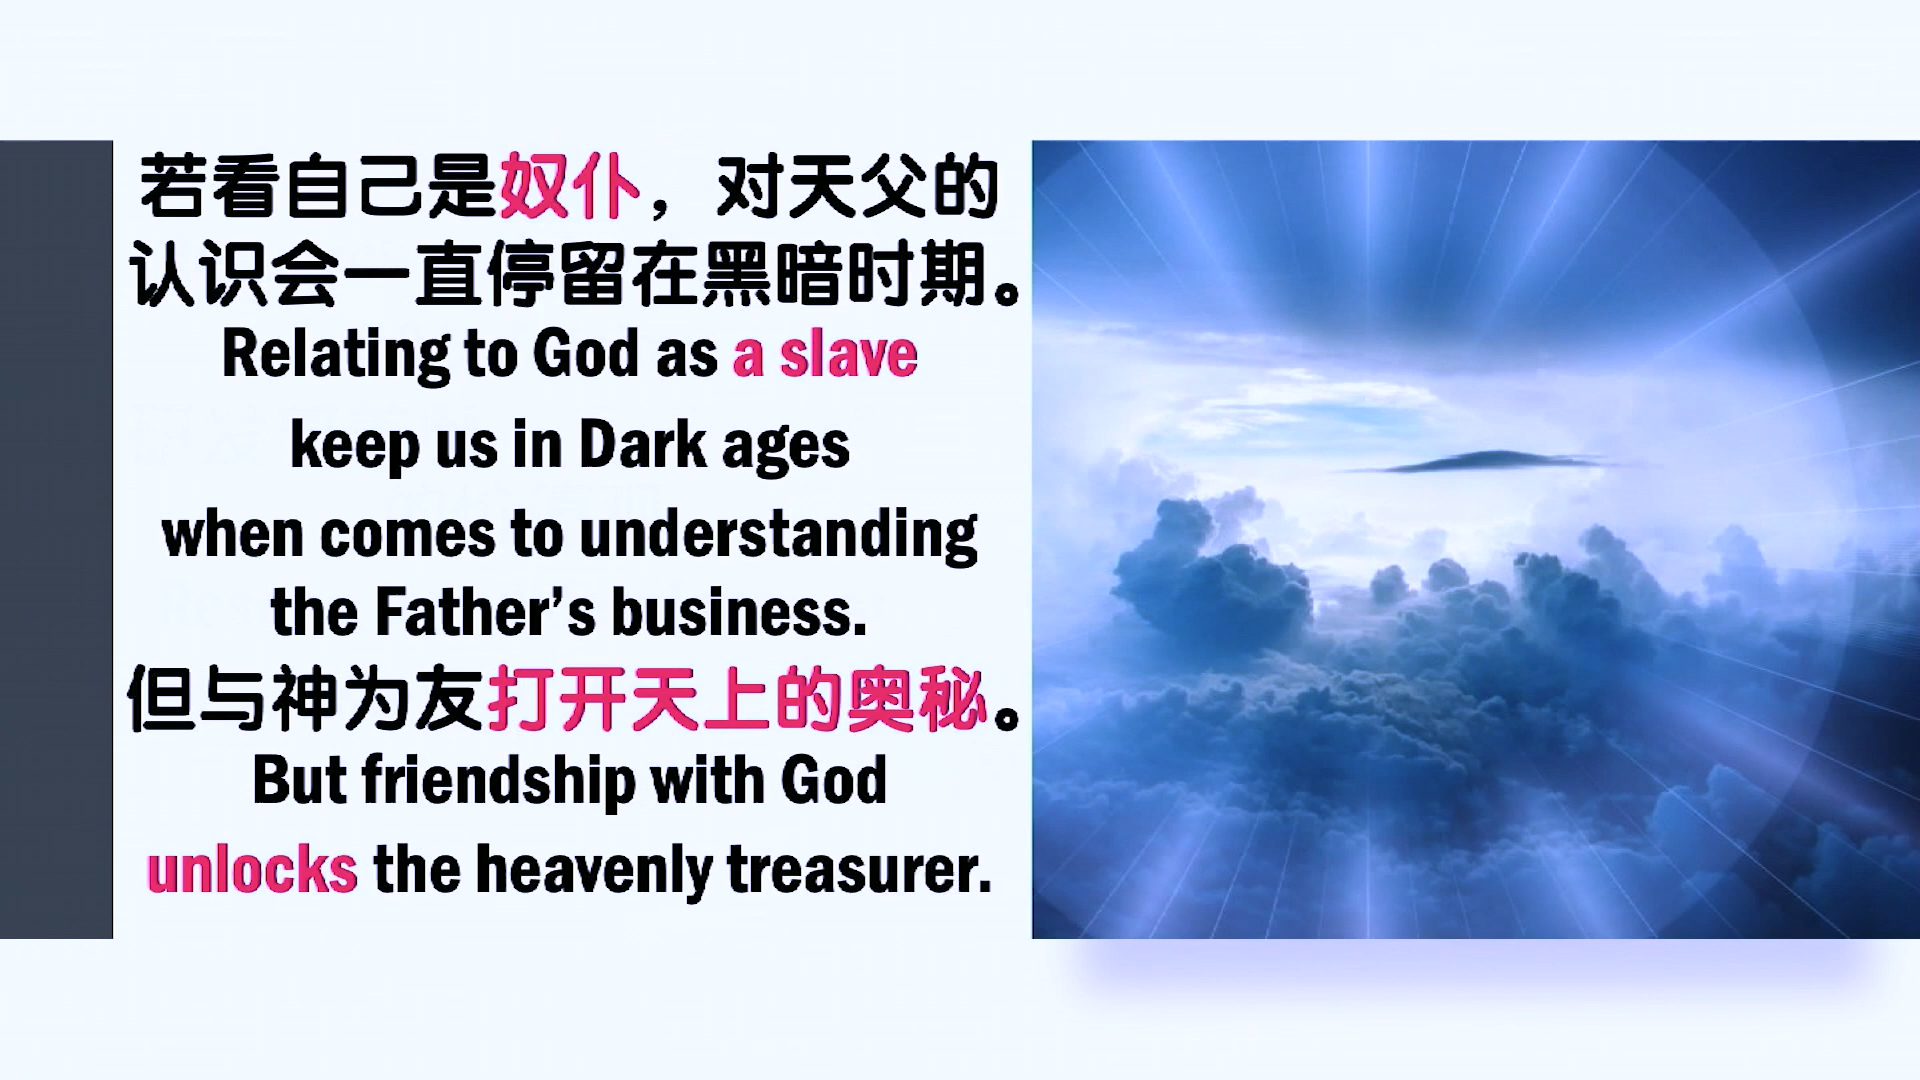 若看自己是奴仆，对天父的
认识会一直停留在黑暗时期。
Relating to God as a slave
keep us in Dark ages
when comes to understanding
the Father’s business.
但与神为友打开天上的奥秘。
But friendship with God
unlocks the heavenly treasurer.